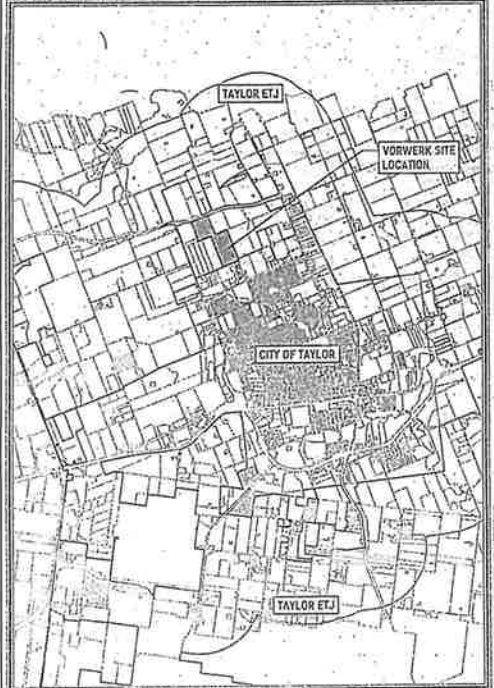 TAYLOR ETJ
VORWERK SITE
LOCATION
CITY OF TAYLOR
TAYLOR ETJ